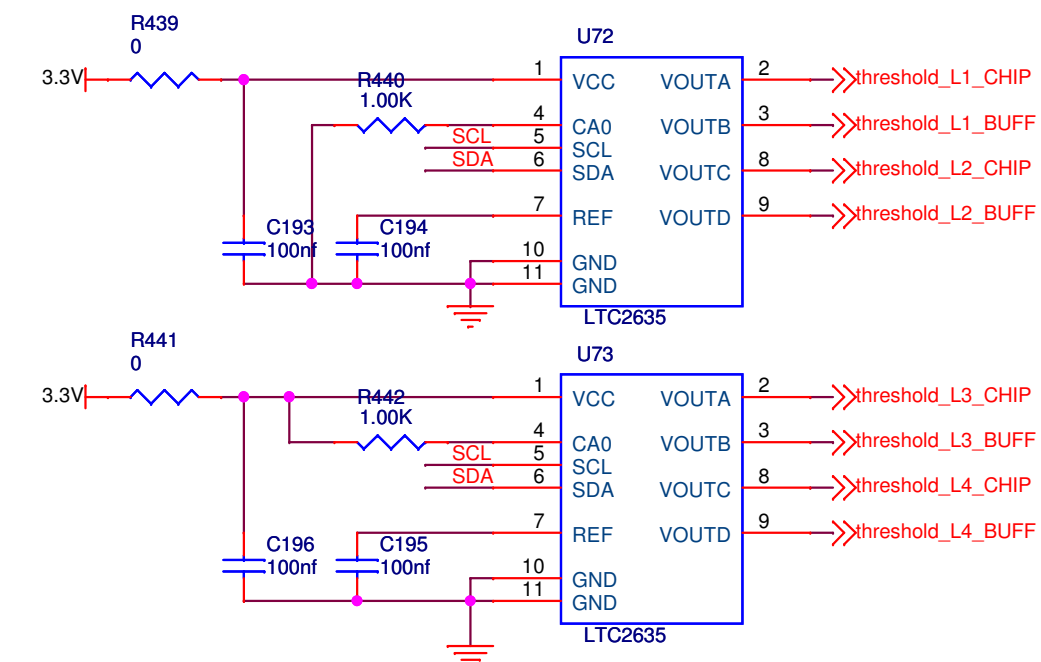 R439
0
3.3V
R440
1.00K
C193
100nf
C194
100nf
U72
1
VCC
4
CA0
SCL
5
SCL
SDA
6
SDA
7
REF
10
GND
11
GND
VOUTA
2
threshold_L1_CHIP
VOUTB
3
threshold_L1_BUFF
VOUTC
8
threshold_L2_CHIP
VOUTD
9
threshold_L2_BUFF
LTC2635
R441
0
3.3V
R442
1.00K
C196
100nf
C195
100nf
U73
1
VCC
4
CA0
SCL
5
SCL
SDA
6
SDA
7
REF
10
GND
11
GND
VOUTA
2
threshold_L3_CHIP
VOUTB
3
threshold_L3_BUFF
VOUTC
8
threshold_L4_CHIP
VOUTD
9
threshold_L4_BUFF
LTC2635